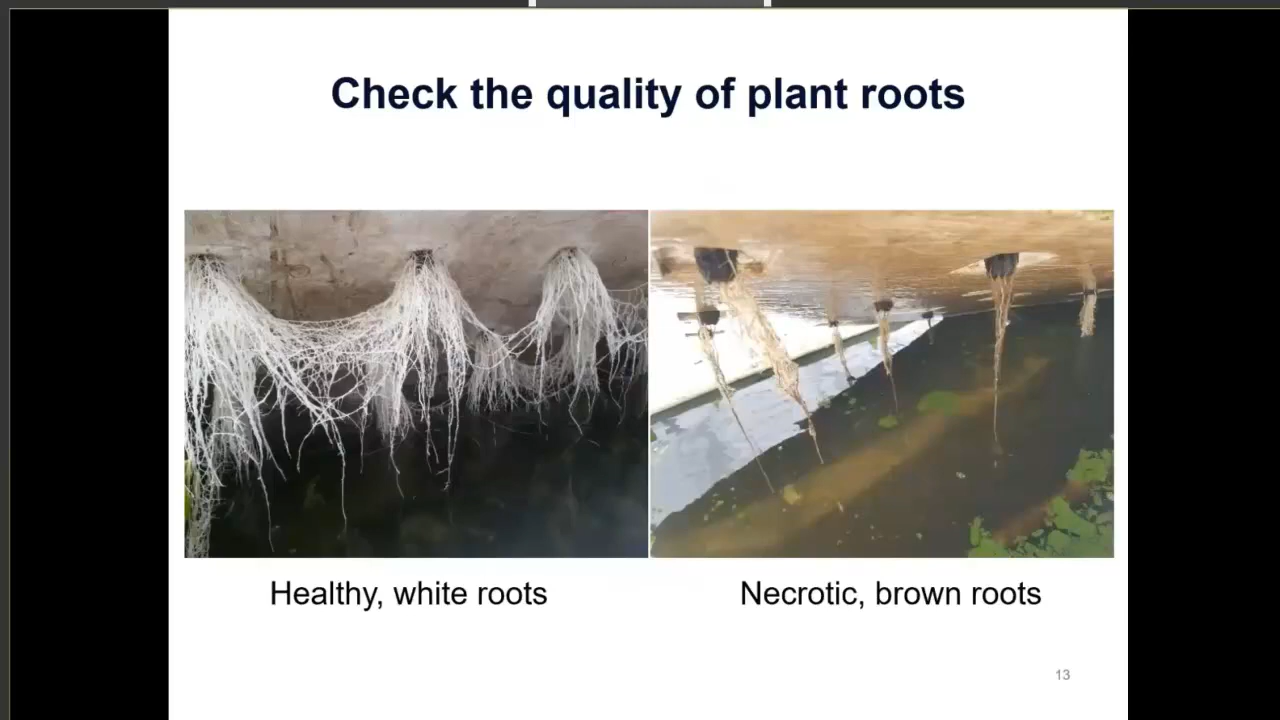 Check the quality of plant roots
Healthy, white roots
Necrotic, brown roots
13